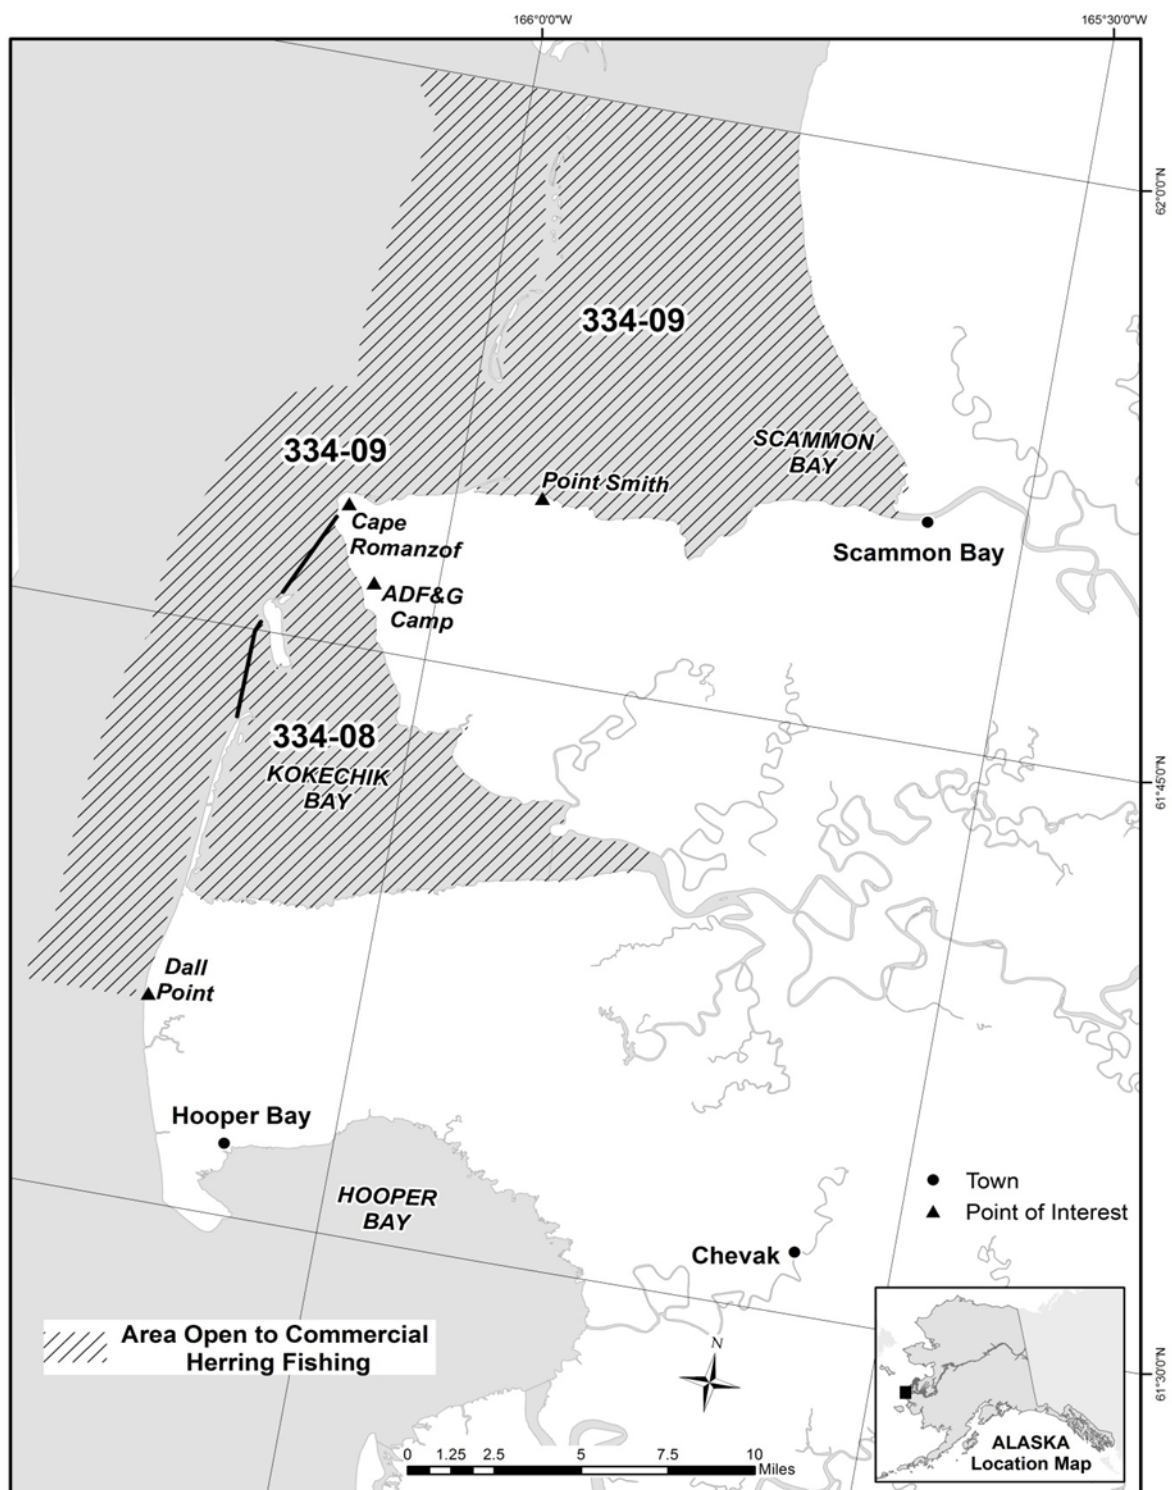 166°0'0"W
165°30'0"W
62°0'0"N
334-09
334-09
SCAMMON
BAY
Point Smith
Cape
Romanzof
Scammon Bay
ADF&G
Camp
334-08
KOKECHIK
BAY
61°45'0"N
Dall
Point
Hooper Bay
HOOPER
BAY
Town
Point of Interest
Chevak
Area Open to Commercial
Herring Fishing
N
61°30'0"N
0 1.25 2.5 5 7.5 10
Miles
ALASKA
Location Map